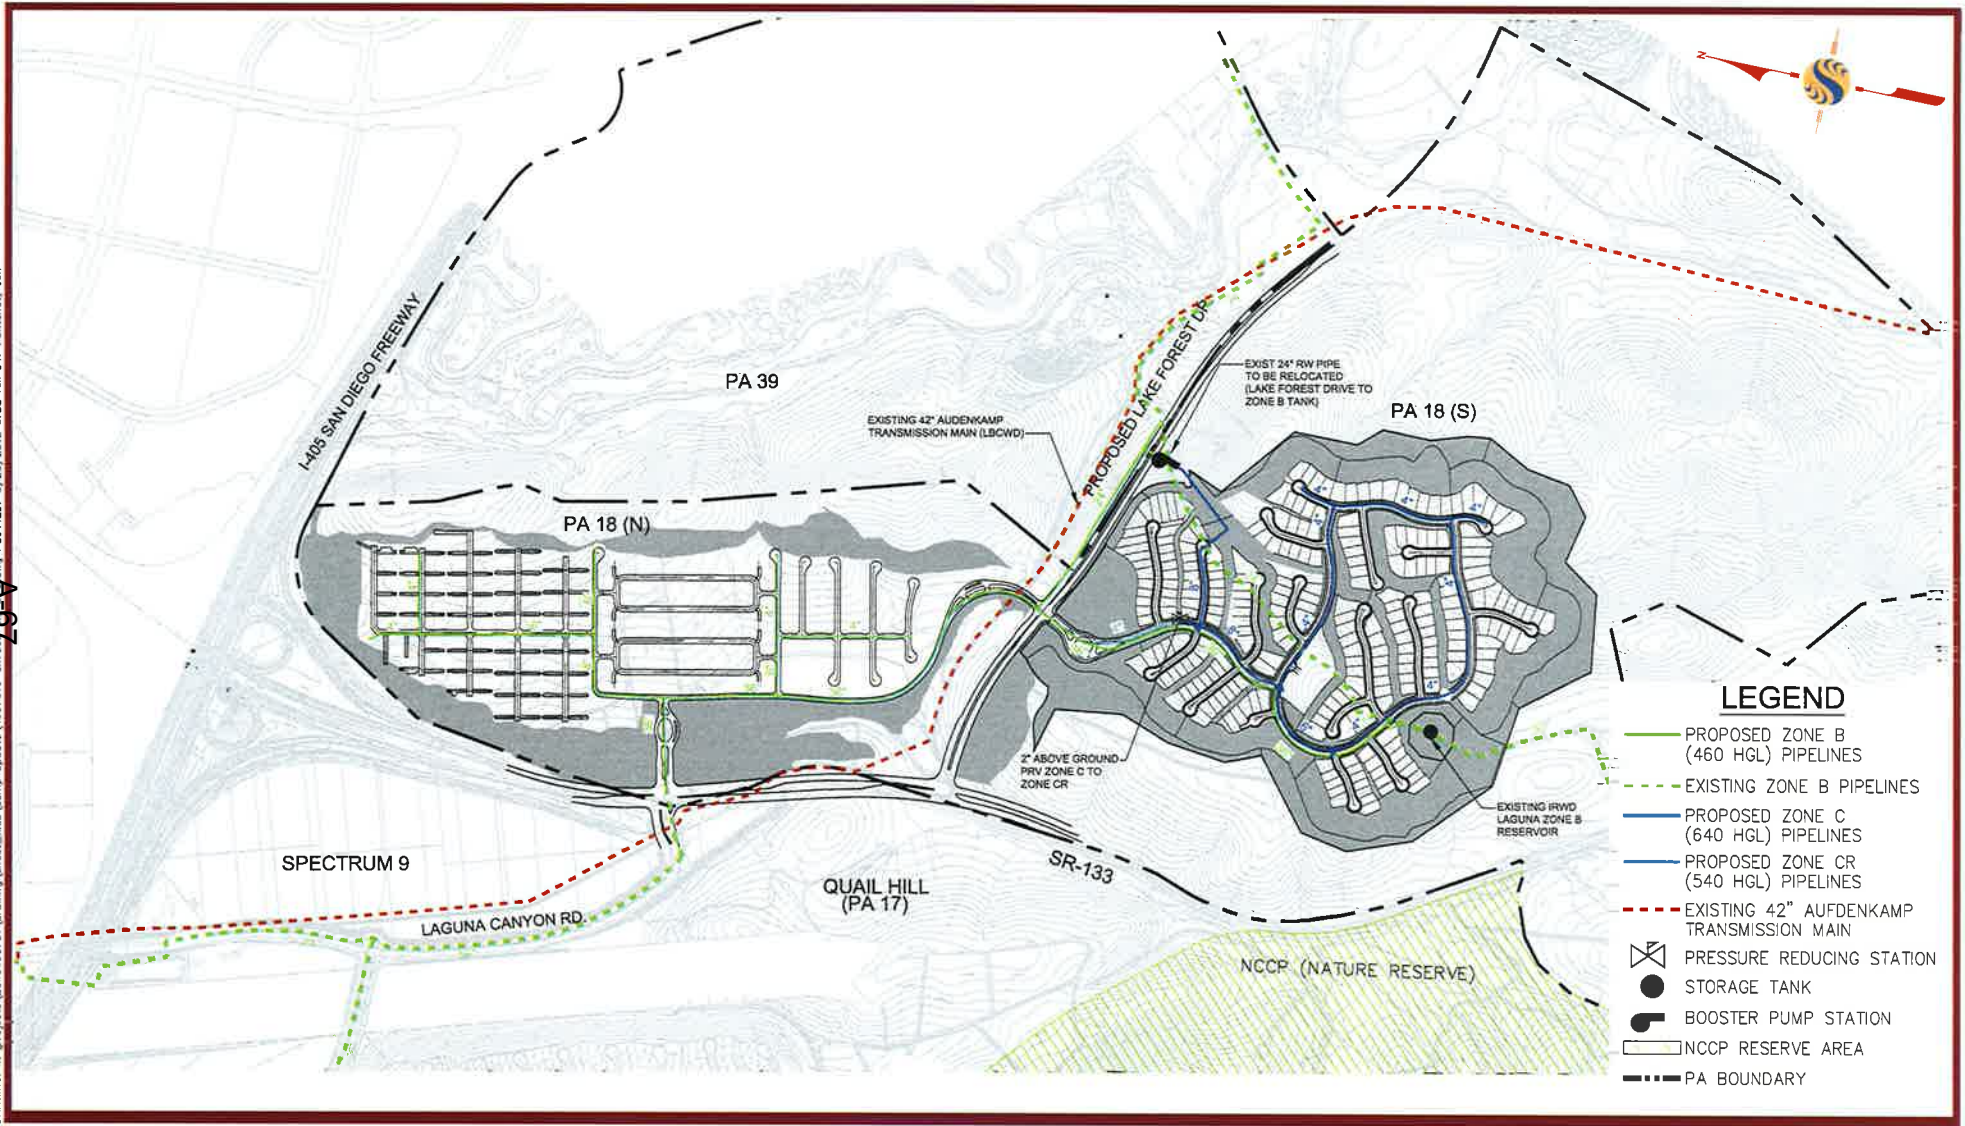 N
I-405 SAN DIEGO FREEWAY
PA 39
PROPOSED LAKE FOREST DR
EXIST 24" RW PIPE
TO BE RELOCATED
(LAKE FOREST DRIVE TO
ZONE B TANK)
PA 18 (S)
EXISTING 42" AUDENKAMP
TRANSMISSION MAIN (LBCWD)
PA 18 (N)
2" ABOVE GROUND
PRV ZONE C TO
ZONE CR
EXISTING IRWD
LAGUNA ZONE B
RESERVOIR
SPECTRUM 9
QUAIL HILL
(PA 17)
SR-133
LAGUNA CANYON RD.
NCCP (NATURE RESERVE)
A-67
LEGEND
PROPOSED ZONE B
(460 HGL) PIPELINES
EXISTING ZONE B PIPELINES
PROPOSED ZONE C
(640 HGL) PIPELINES
PROPOSED ZONE CR
(540 HGL) PIPELINES
EXISTING 42" AUFDENKAMP
TRANSMISSION MAIN
PRESSURE REDUCING STATION
STORAGE TANK
BOOSTER PUMP STATION
NCCP RESERVE AREA
PA BOUNDARY